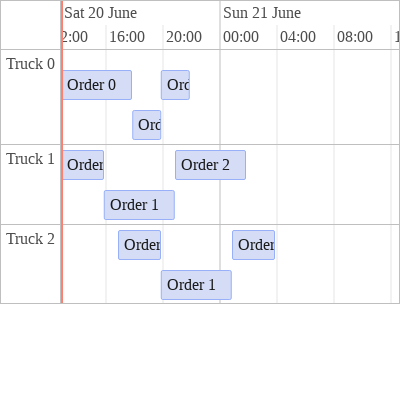 Sat 20 June Sun 21 June
2:00 16:00 20:00 00:00 04:00 08:00 1
Truck 0
Order 0 Ord
Ord
Truck 1
Order Order 2
Order 1
Truck 2
Order Order
Order 1